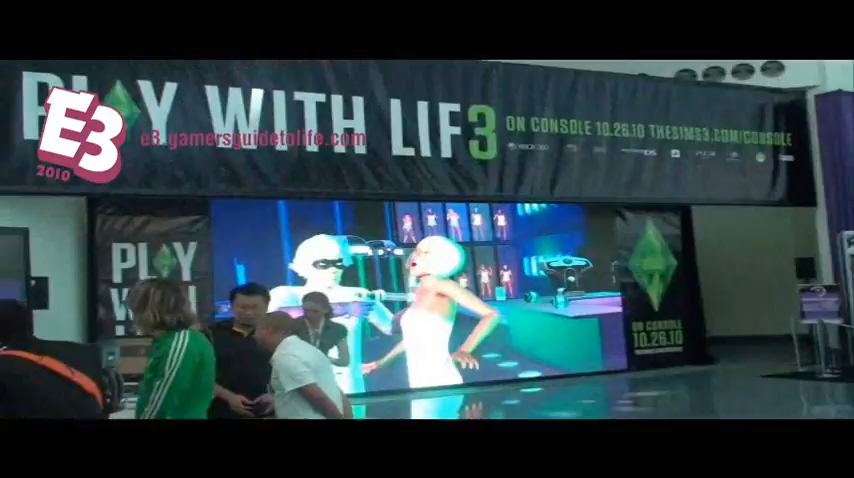 PLAY WITH LIF3
ON CONSOLE 10.26.10 THESIMS3.COM/CONSOLE
E3
2010
e3.gamersguidetolife.com
PLAY
WITH
ON CONSOLE
10.26.10